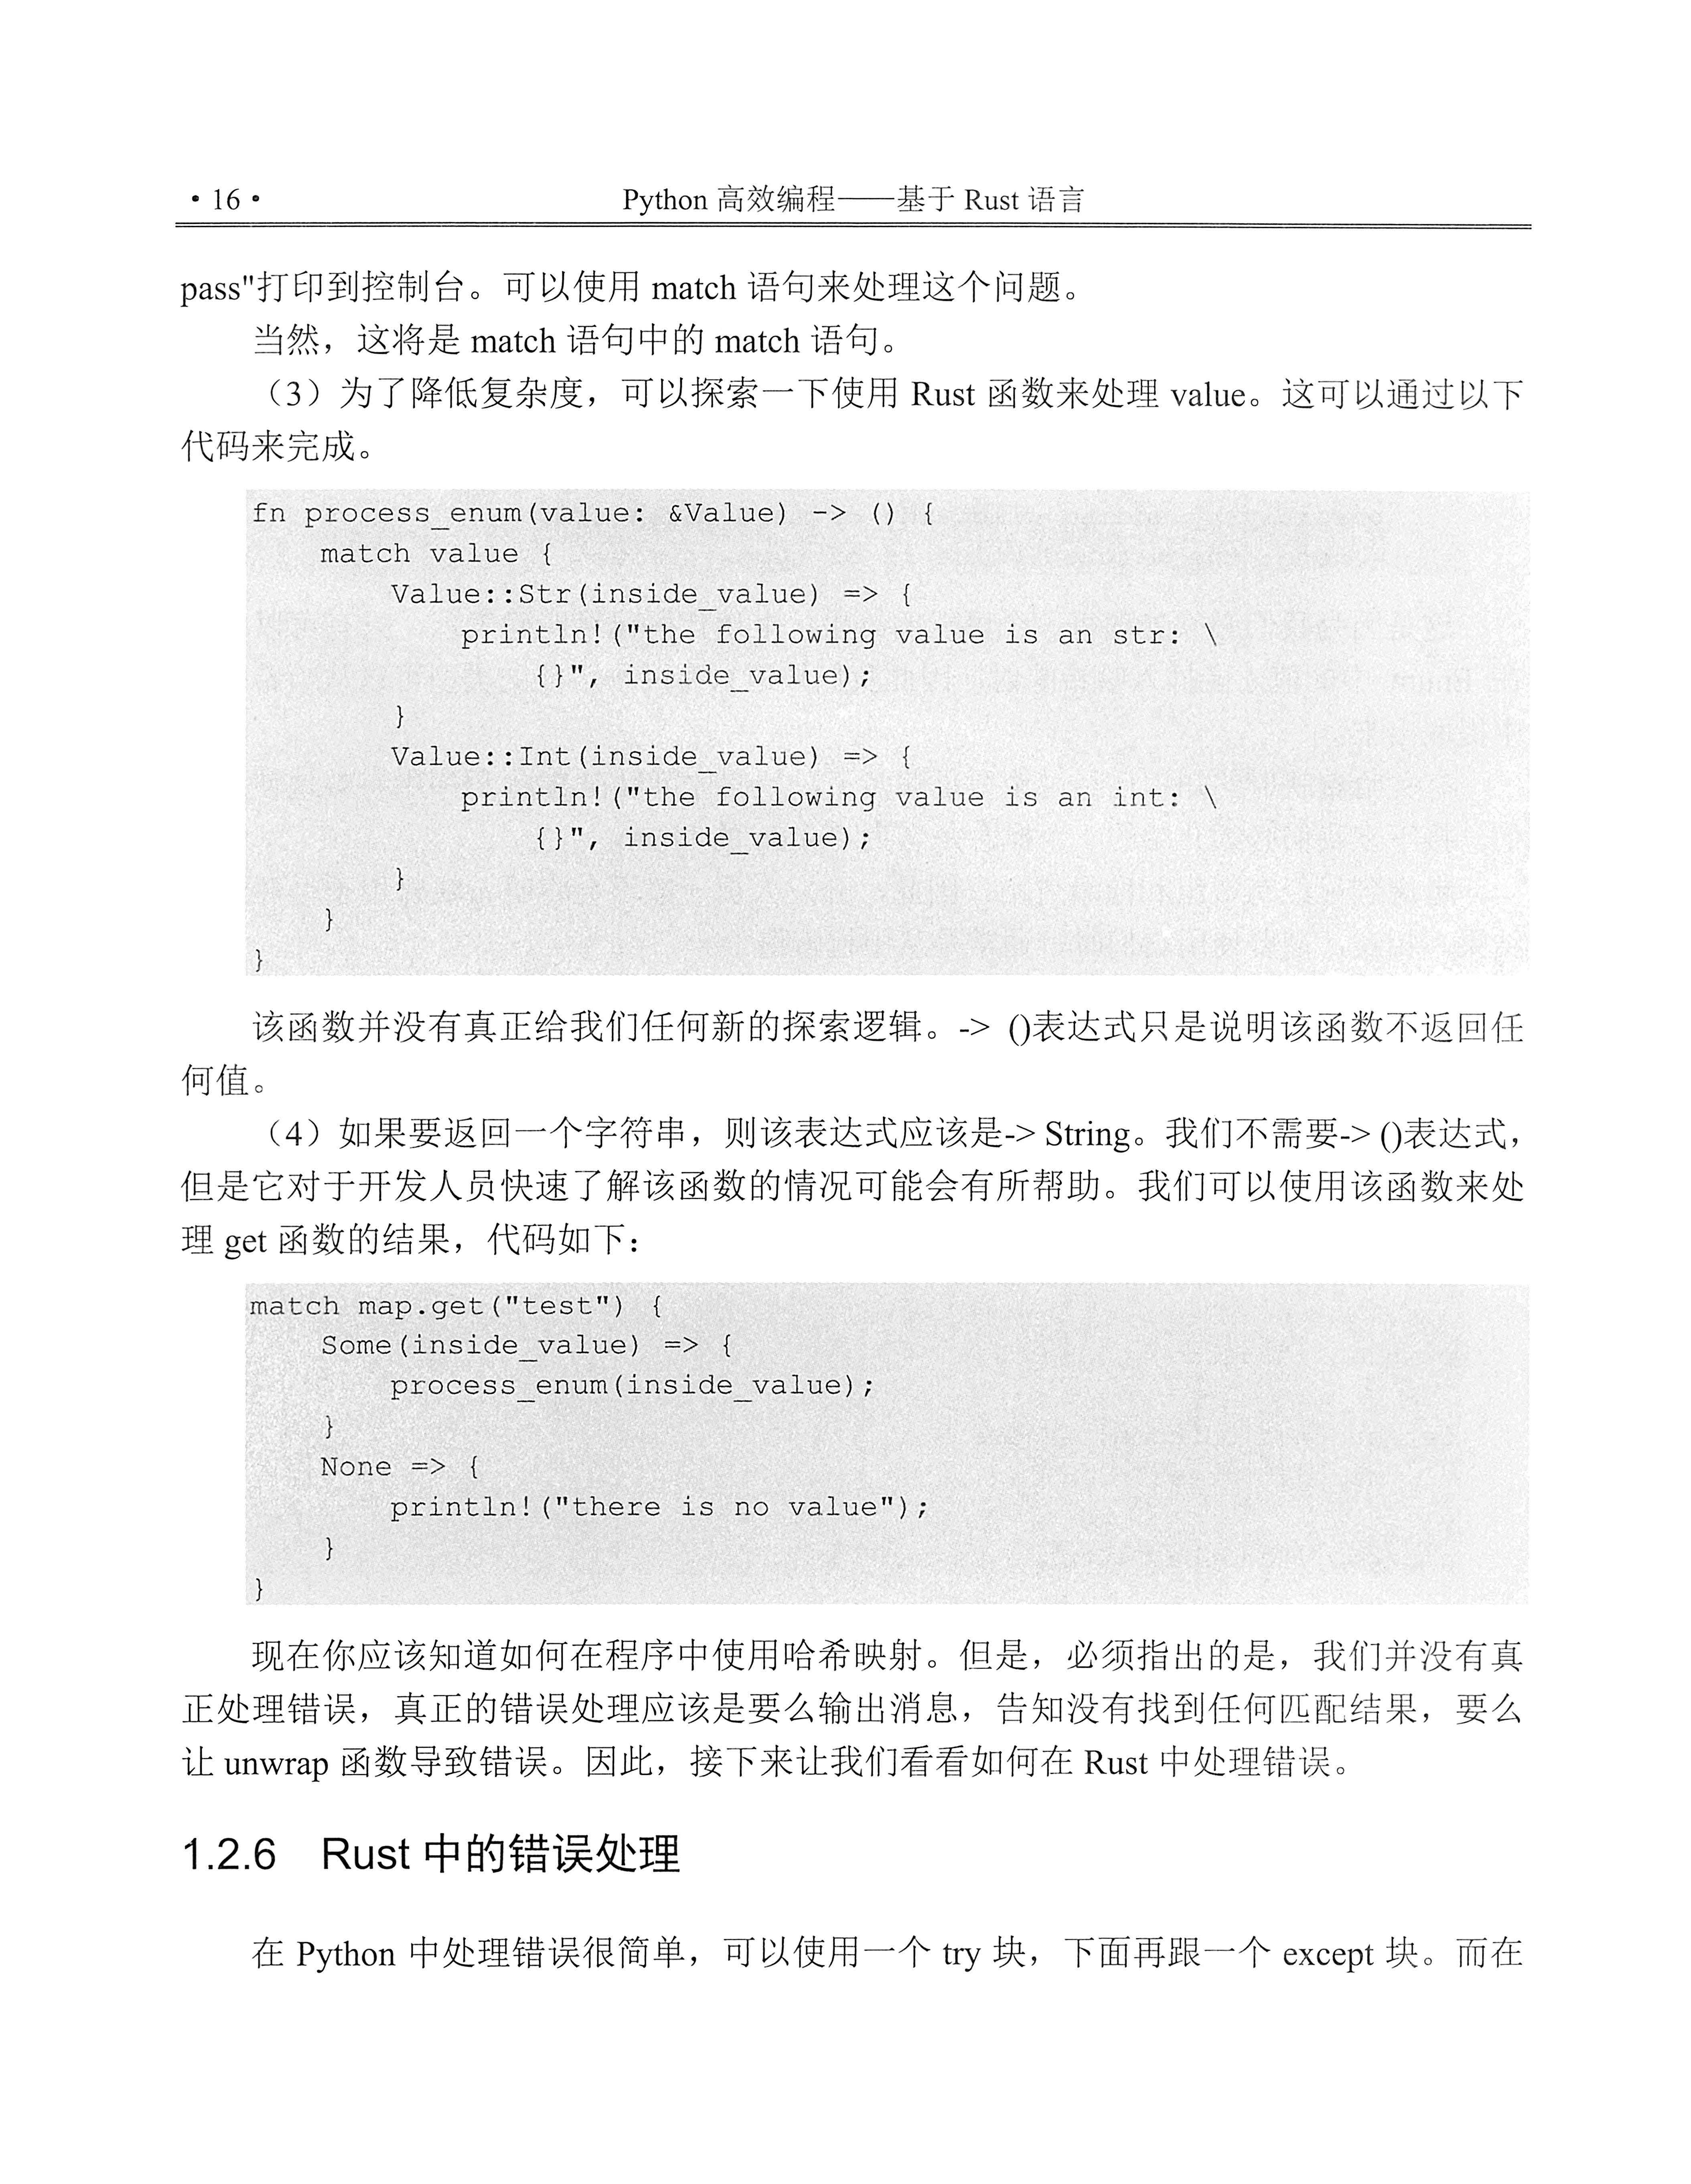 • 16 •
Python 高效编程——基于 Rust 语言
pass"打印到控制台。可以使用 match 语句来处理这个问题。
当然，这将是 match 语句中的 match 语句。
（3）为了降低复杂度，可以探索一下使用 Rust 函数来处理 value。这可以通过以下
代码来完成。
fn process_enum(value: &Value) -> () {
    match value {
        Value::Str(inside_value) => {
            println!("the following value is an str: \
                {}", inside_value);
        }
        Value::Int(inside_value) => {
            println!("the following value is an int: \
                {}", inside_value);
        }
    }
}
该函数并没有真正给我们任何新的探索逻辑。-> ()表达式只是说明该函数不返回任
何值。
（4）如果要返回一个字符串，则该表达式应该是-> String。我们不需要-> ()表达式，
但是它对于开发人员快速了解该函数的情况可能会有所帮助。我们可以使用该函数来处
理 get 函数的结果，代码如下：
match map.get("test") {
    Some(inside_value) => {
        process_enum(inside_value);
    }
    None => {
        println!("there is no value");
    }
}
现在你应该知道如何在程序中使用哈希映射。但是，必须指出的是，我们并没有真
正处理错误，真正的错误处理应该是要么输出消息，告知没有找到任何匹配结果，要么
让 unwrap 函数导致错误。因此，接下来让我们看看如何在 Rust 中处理错误。
1.2.6 Rust 中的错误处理
在 Python 中处理错误很简单，可以使用一个 try 块，下面再跟一个 except 块。而在